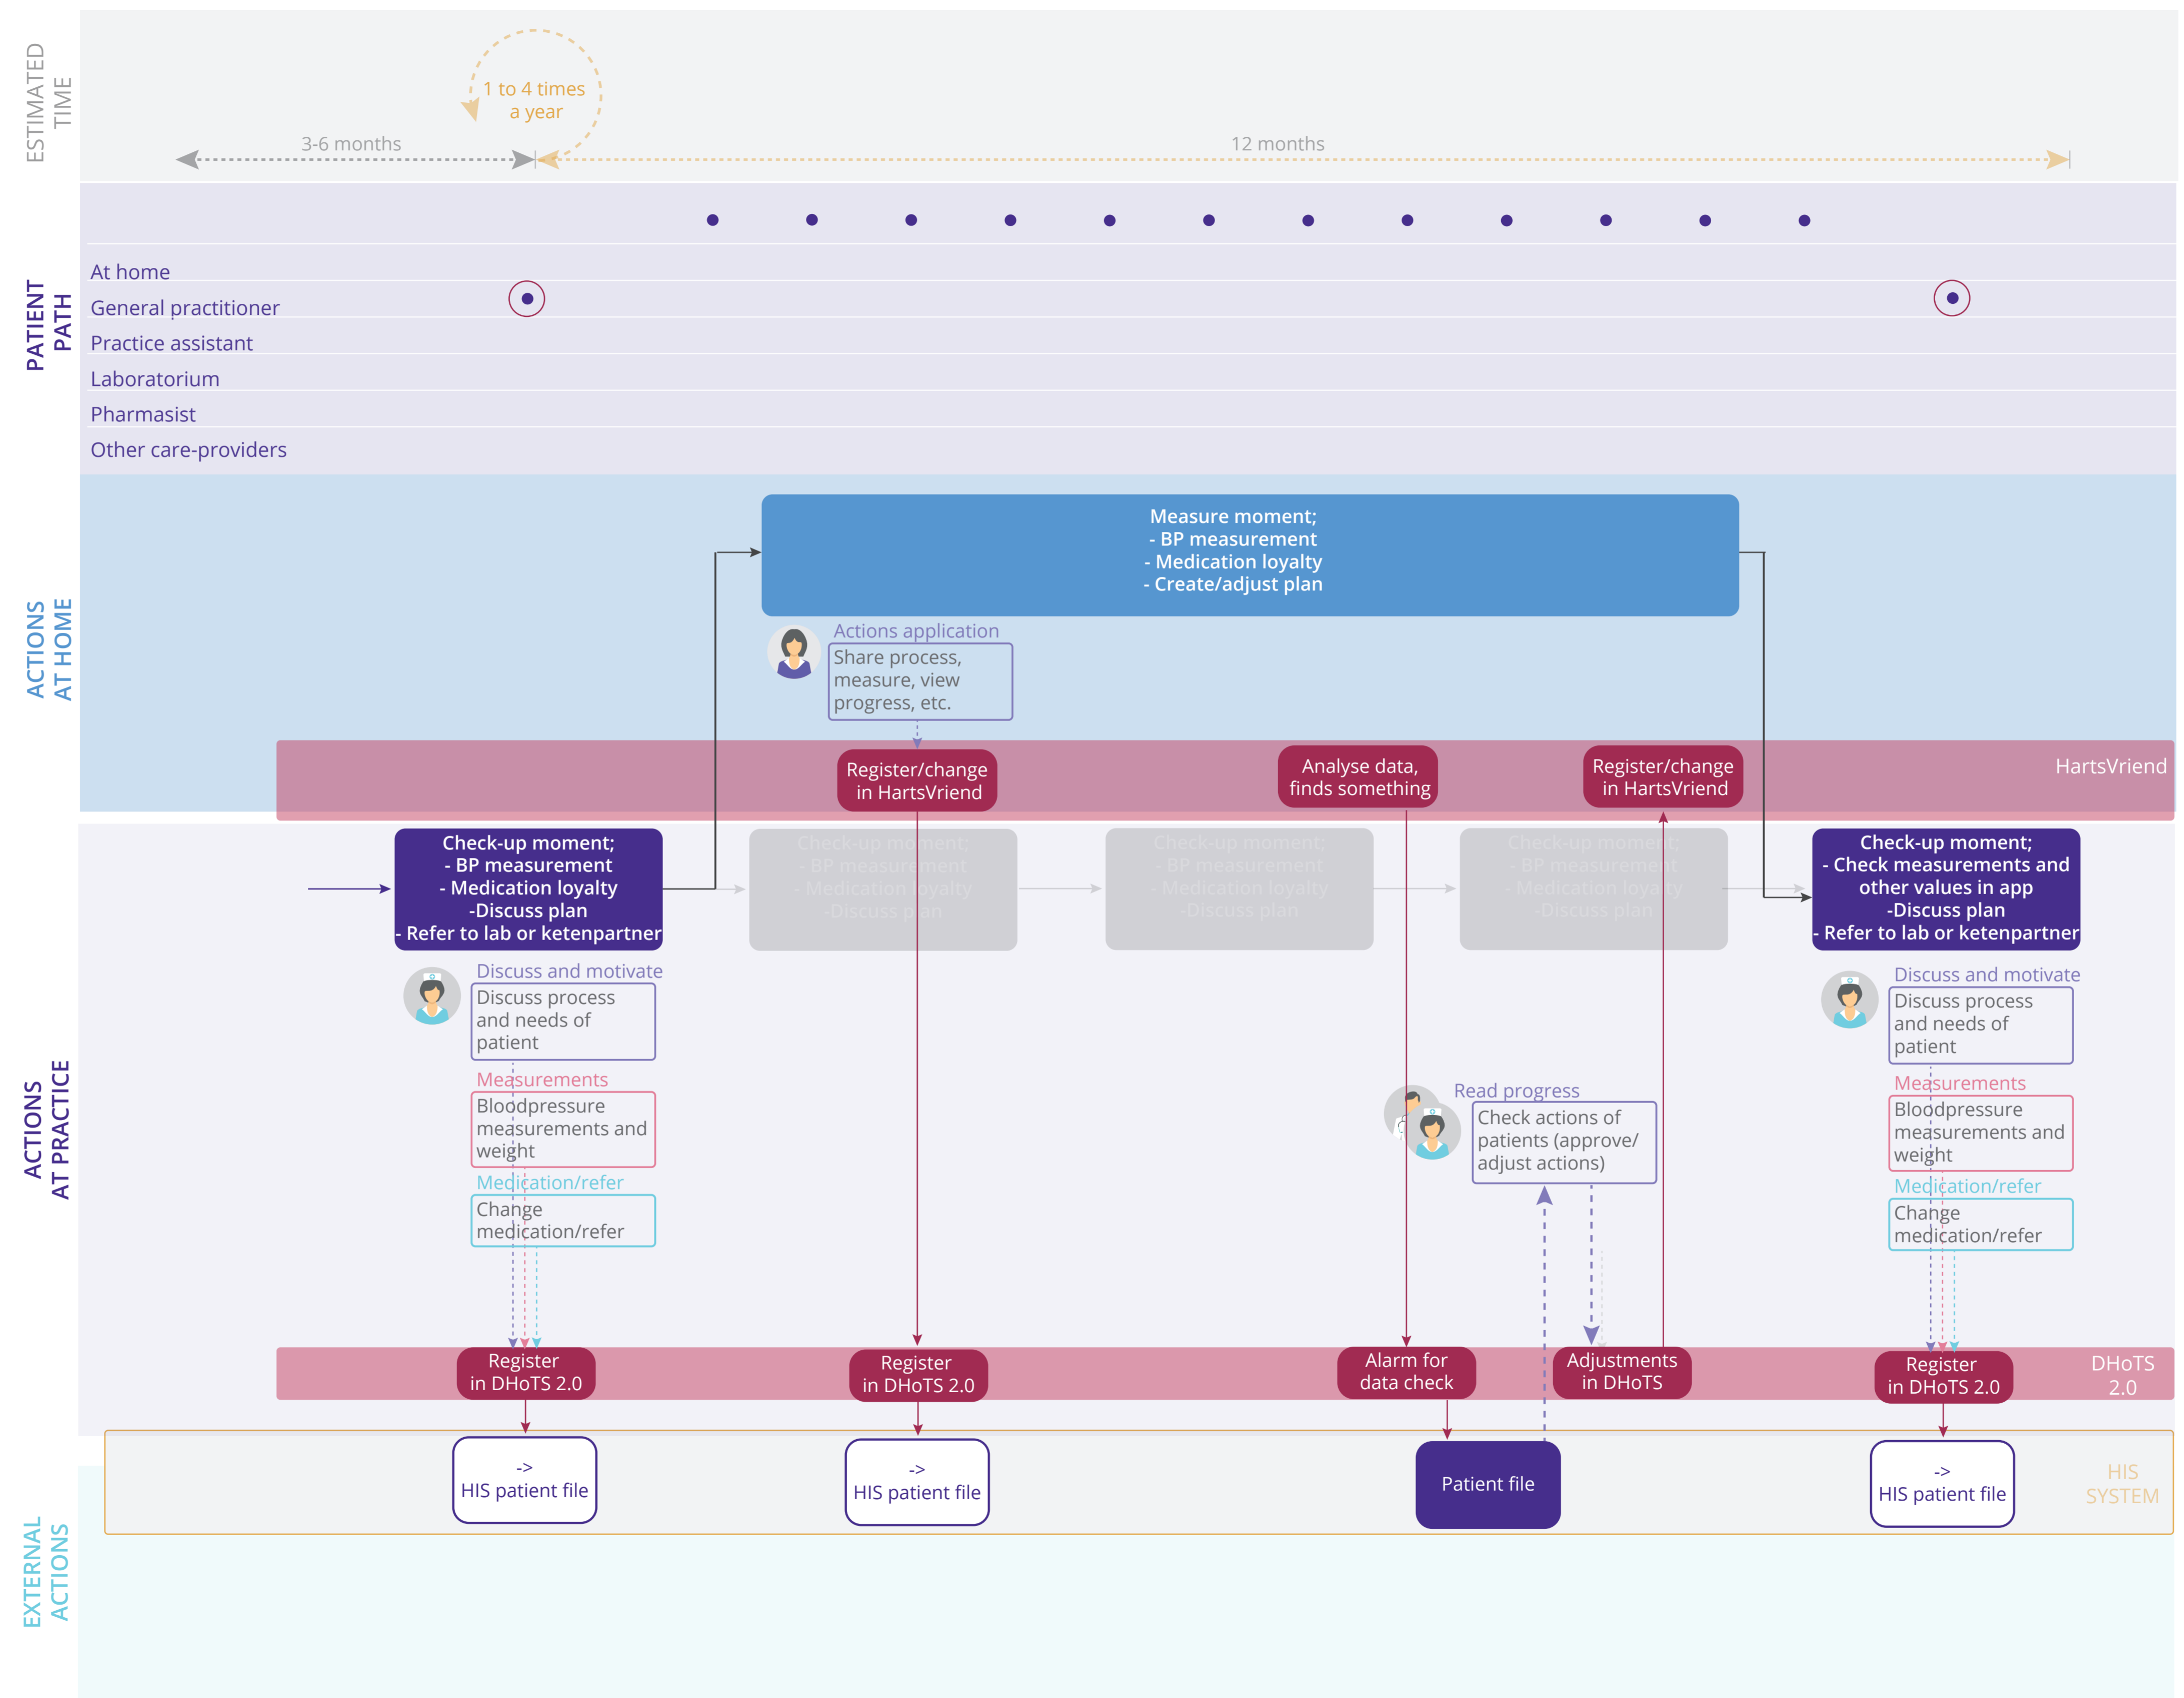 ESTIMATED
TIME
1 to 4 times
a year
3-6 months
12 months
PATIENT
PATH
At home
General practitioner
Practice assistant
Laboratorium
Pharmasist
Other care-providers
ACTIONS
AT HOME
Measure moment;
- BP measurement
- Medication loyalty
- Create/adjust plan
Actions application
Share process,
measure, view
progress, etc.
Register/change
in HartsVriend
Analyse data,
finds something
Register/change
in HartsVriend
HartsVriend
ACTIONS
AT PRACTICE
Check-up moment;
- BP measurement
- Medication loyalty
-Discuss plan
- Refer to lab or ketenpartner
Check-up moment;
- BP measurement
- Medication loyalty
-Discuss plan
Check-up moment;
- BP measurement
- Medication loyalty
-Discuss plan
Check-up moment;
- BP measurement
- Medication loyalty
-Discuss plan
Check-up moment;
- Check measurements and
other values in app
-Discuss plan
- Refer to lab or ketenpartner
Discuss and motivate
Discuss process
and needs of
patient
Measurements
Bloodpressure
measurements and
weight
Medication/refer
Change
medication/refer
Read progress
Check actions of
patients (approve/
adjust actions)
Discuss and motivate
Discuss process
and needs of
patient
Measurements
Bloodpressure
measurements and
weight
Medication/refer
Change
medication/refer
Register
in DHoTS 2.0
Register
in DHoTS 2.0
Alarm for
data check
Adjustments
in DHoTS
Register
in DHoTS 2.0
DHoTS
2.0
->
HIS patient file
->
HIS patient file
Patient file
->
HIS patient file
HIS
SYSTEM
EXTERNAL
ACTIONS